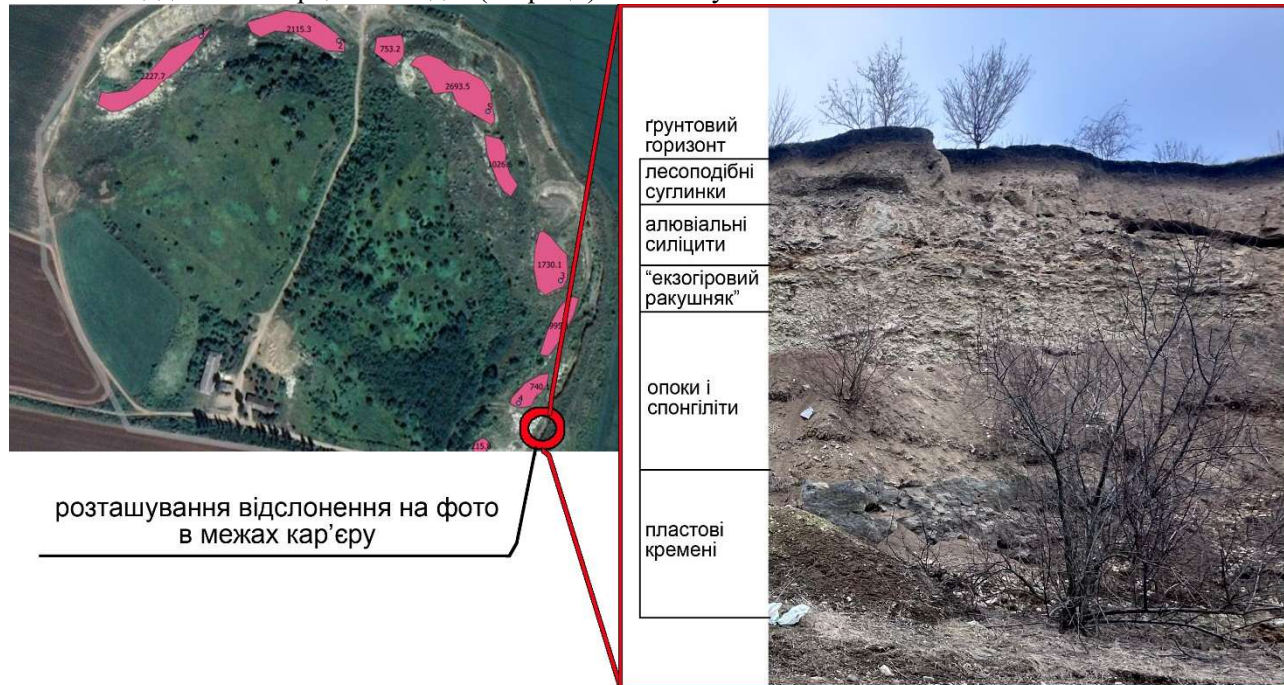 2227.7
2115.3
753.2
2693.5
1730.1
розташування відслонення на фото
в межах кар’єру
ґрунтовий
горизонт
лесоподібні
суглинки
алювіальні
силіцити
“екзогіровий
ракушняк”
опоки і
спонгіліти
пластові
кремені